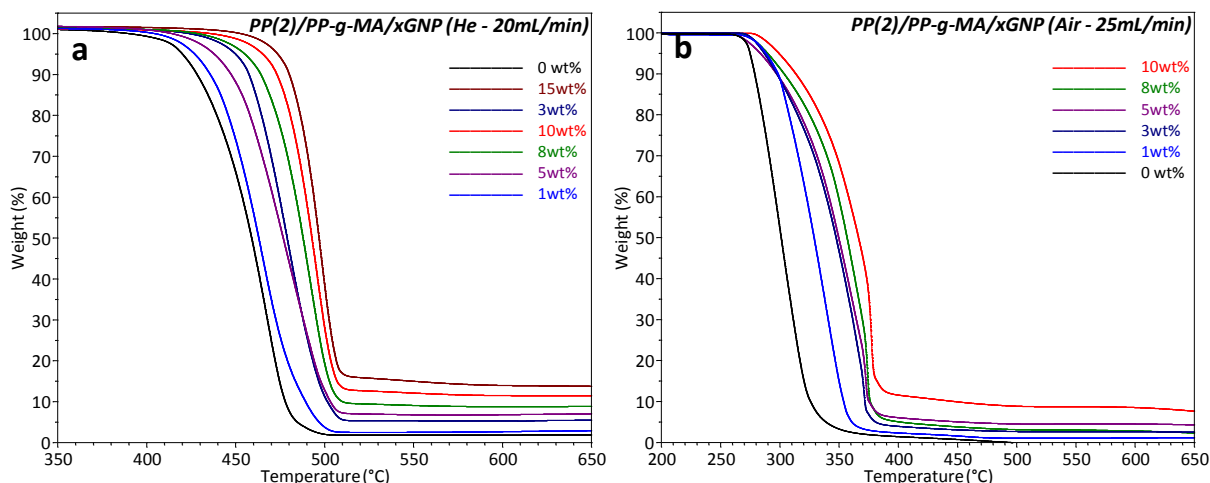 PP(2)/PP-g-MA/xGNP (He - 20mL/min)
a
0 wt%
15wt%
3wt%
10wt%
8wt%
5wt%
1wt%
Weight (%)
100
90
80
70
60
50
40
30
20
10
0
350 400 450 500 550 600 650
Temperature (°C)
PP(2)/PP-g-MA/xGNP (Air - 25mL/min)
b
10wt%
8wt%
5wt%
3wt%
1wt%
0 wt%
Weight (%)
100
90
80
70
60
50
40
30
20
10
0
200 250 300 350 400 450 500 550 600 650
Temperature (°C)